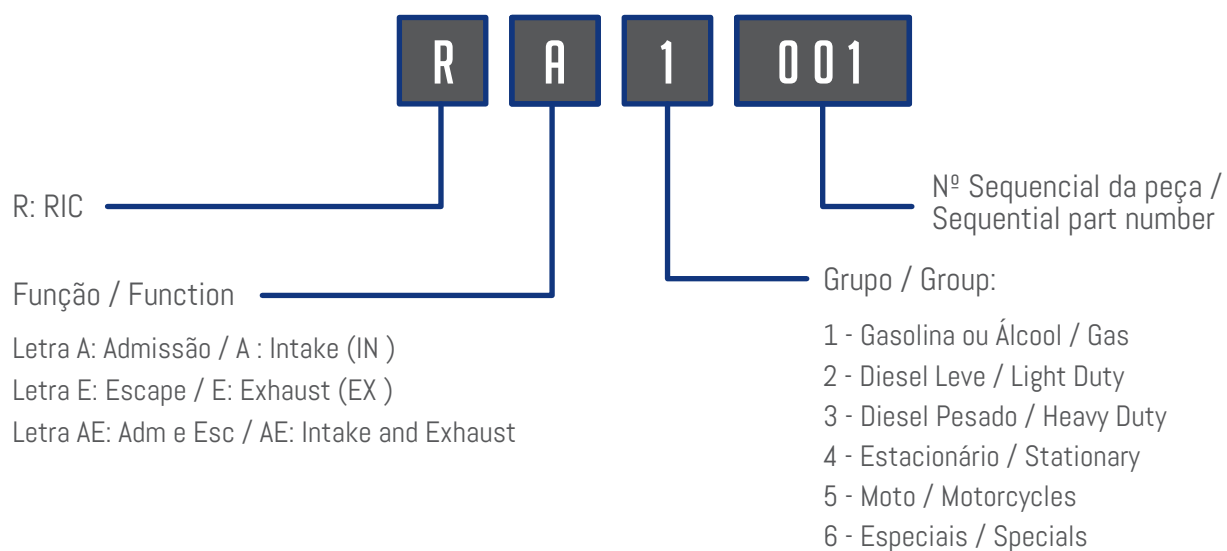 R A 1 001
R: RIC
Nº Sequencial da peça /
Sequential part number
Função / Function
Letra A: Admissão / A : Intake (IN )
Letra E: Escape / E: Exhaust (EX )
Letra AE: Adm e Esc / AE: Intake and Exhaust
Grupo / Group:
1 - Gasolina ou Álcool / Gas
2 - Diesel Leve / Light Duty
3 - Diesel Pesado / Heavy Duty
4 - Estacionário / Stationary
5 - Moto / Motorcycles
6 - Especiais / Specials